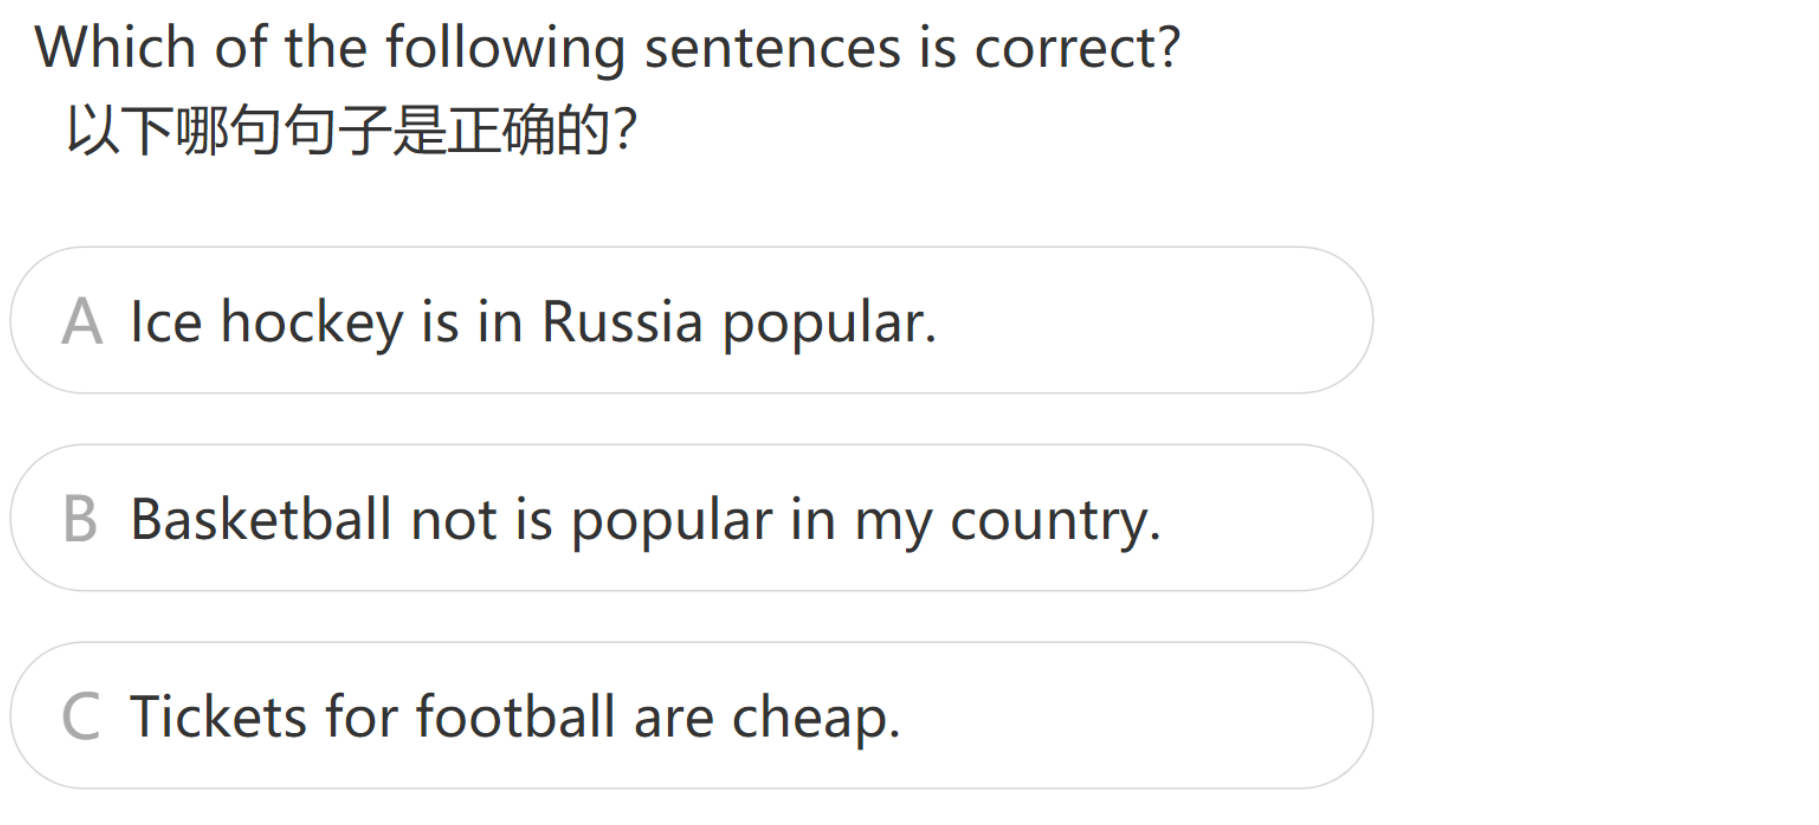 Which of the following sentences is correct?
以下哪句句子是正确的?
A Ice hockey is in Russia popular.
B Basketball not is popular in my country.
C Tickets for football are cheap.